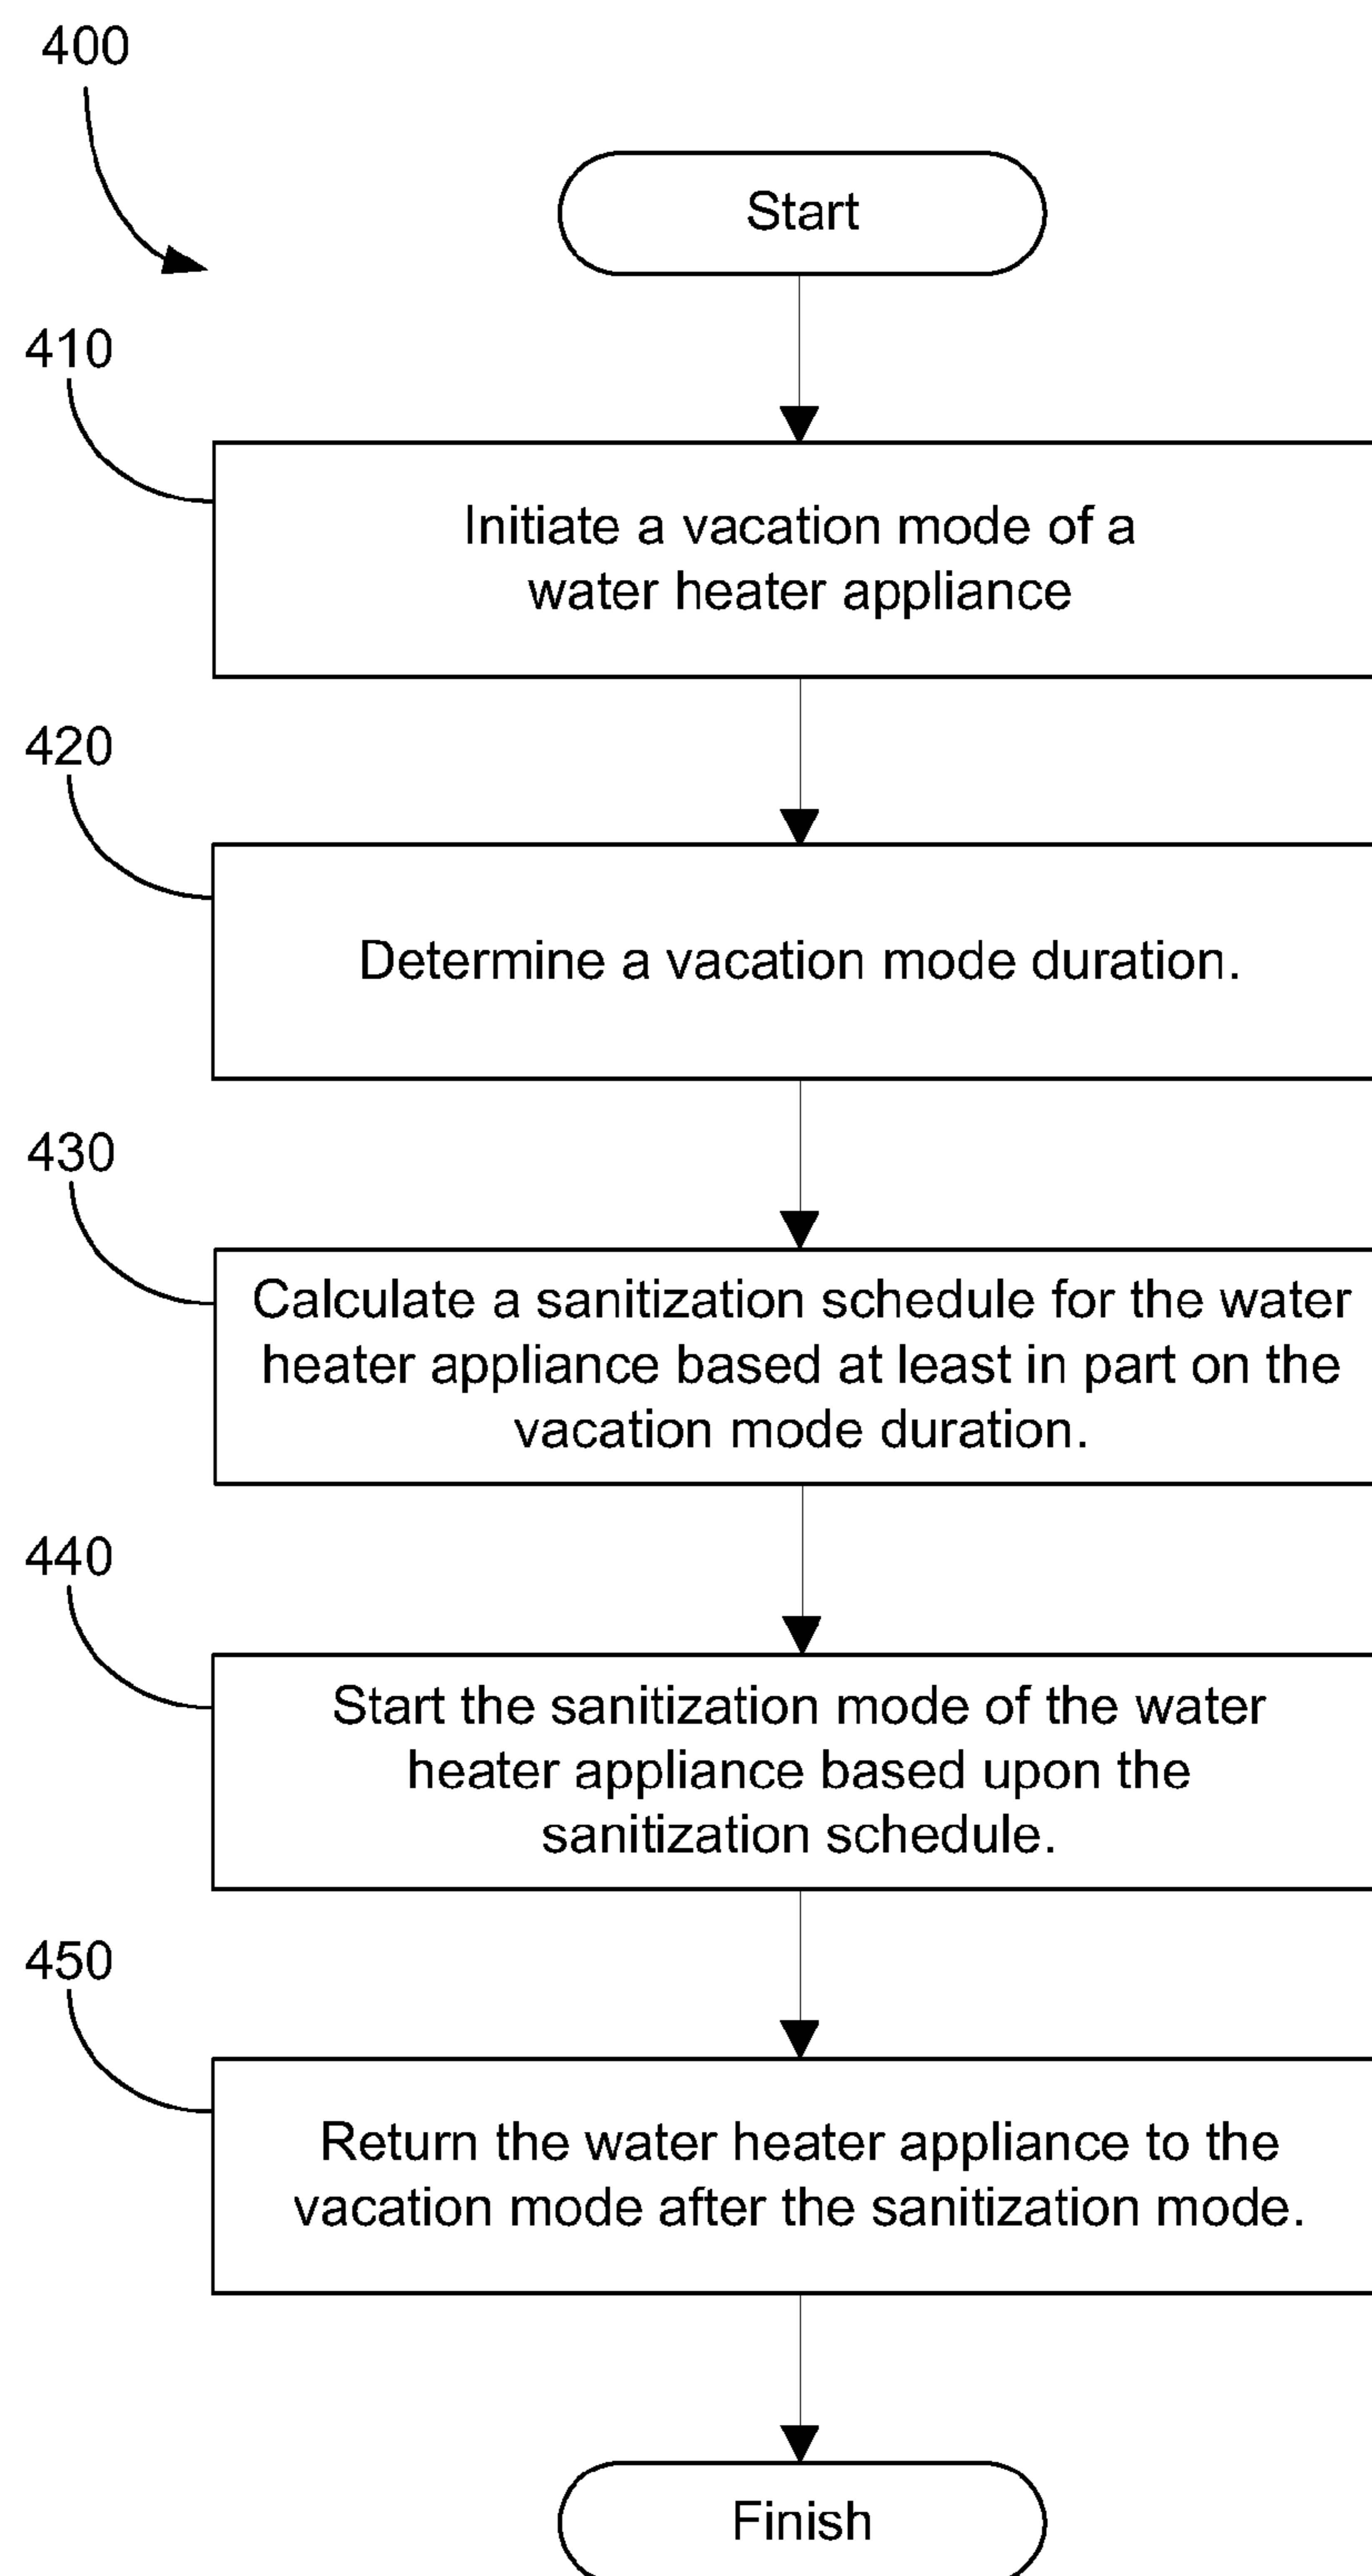 400
Start
410
Initiate a vacation mode of a
water heater appliance
420
Determine a vacation mode duration.
430
Calculate a sanitization schedule for the water
heater appliance based at least in part on the
vacation mode duration.
440
Start the sanitization mode of the water
heater appliance based upon the
sanitization schedule.
450
Return the water heater appliance to the
vacation mode after the sanitization mode.
Finish